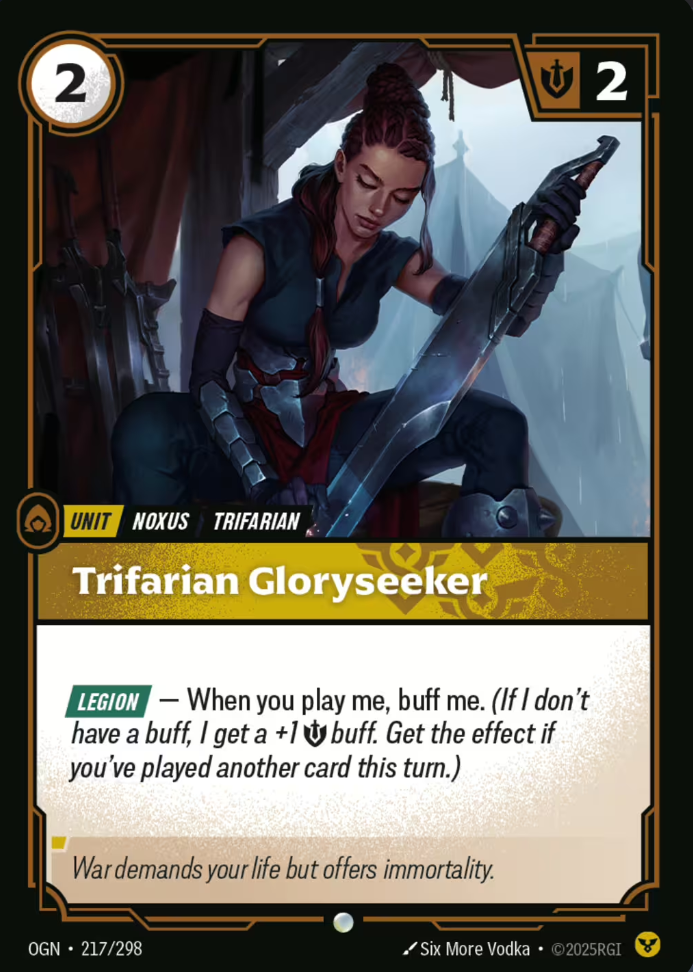 2
2
UNIT NOXUS TRIFARIAN
Trifarian Gloryseeker
LEGION — When you play me, buff me. (If I don't
have a buff, I get a +1 buff. Get the effect if
you've played another card this turn.)
War demands your life but offers immortality.
OGN • 217/298
Six More Vodka • ©2025RGI